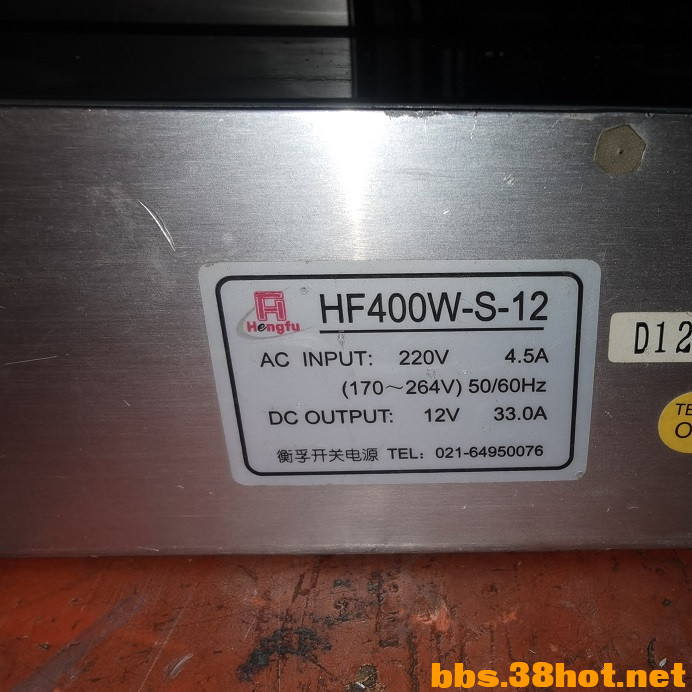 Hengfu
HF400W-S-12
AC INPUT: 220V 4.5A
(170～264V) 50/60Hz
DC OUTPUT: 12V 33.0A
衡孚开关电源 TEL: 021-64950076
D12
TE
O
bbs.38hot.net